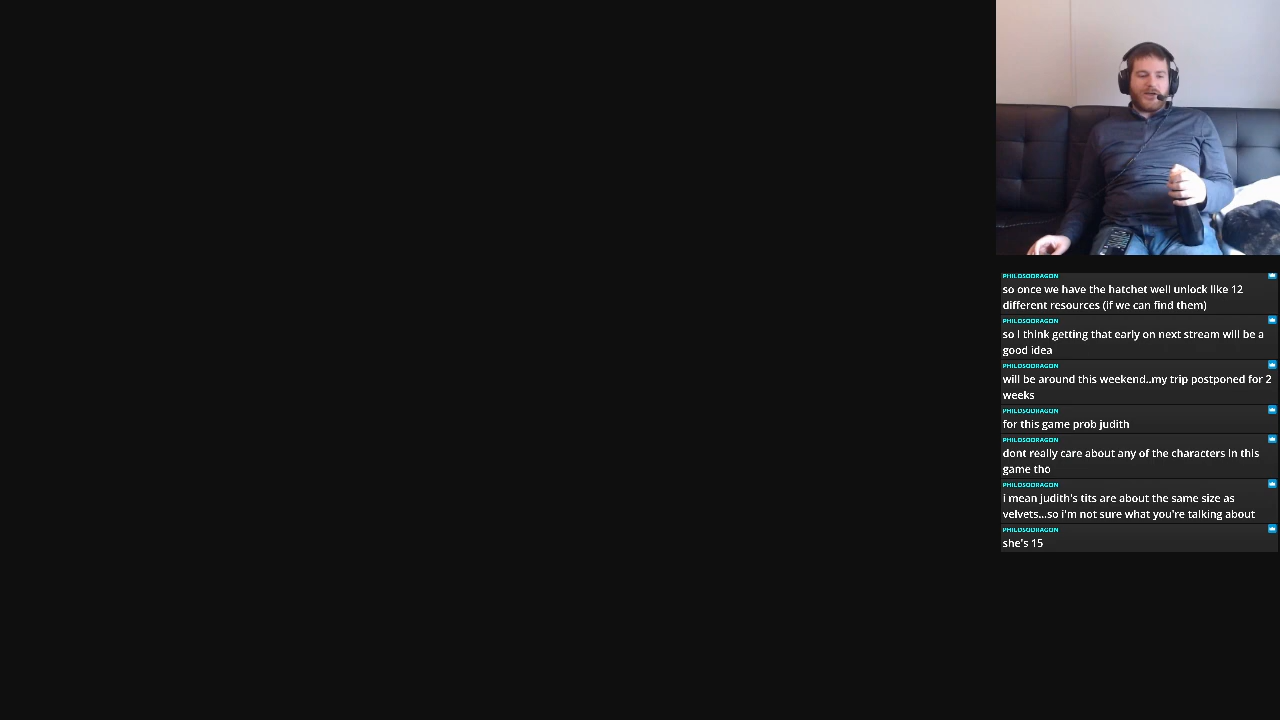 PHILOSODRAGON
so once we have the hatchet well unlock like 12
different resources (if we can find them)
PHILOSODRAGON
so i think getting that early on next stream will be a
good idea
PHILOSODRAGON
will be around this weekend..my trip postponed for 2
weeks
PHILOSODRAGON
for this game prob judith
PHILOSODRAGON
dont really care about any of the characters in this
game tho
PHILOSODRAGON
i mean judith's tits are about the same size as
velvets...so i'm not sure what you're talking about
PHILOSODRAGON
she's 15